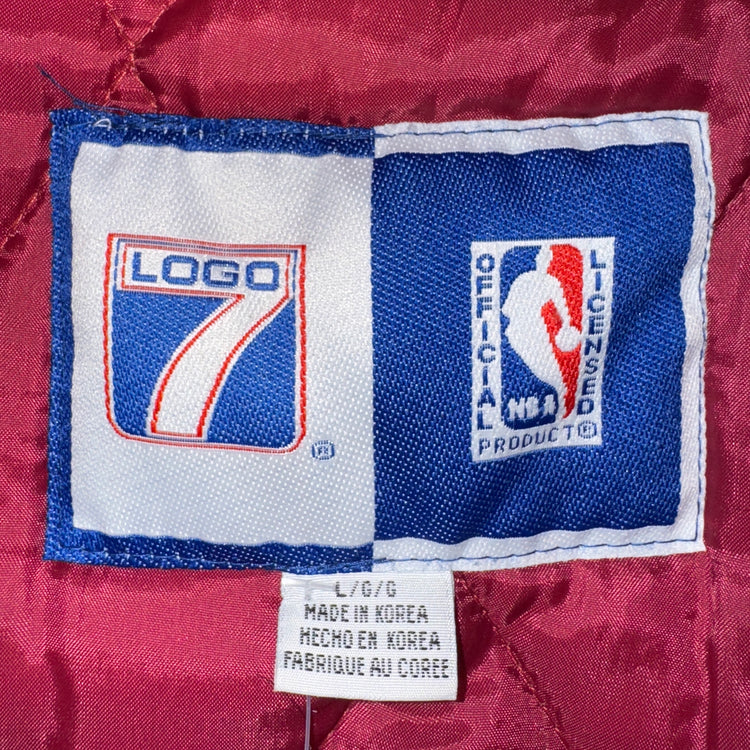 LOGO
7
®
OFFICIAL
LICENSED
NBA
PRODUCT®
L/G/G
MADE IN KOREA
HECHO EN KOREA
FABRIQUE AU COREE